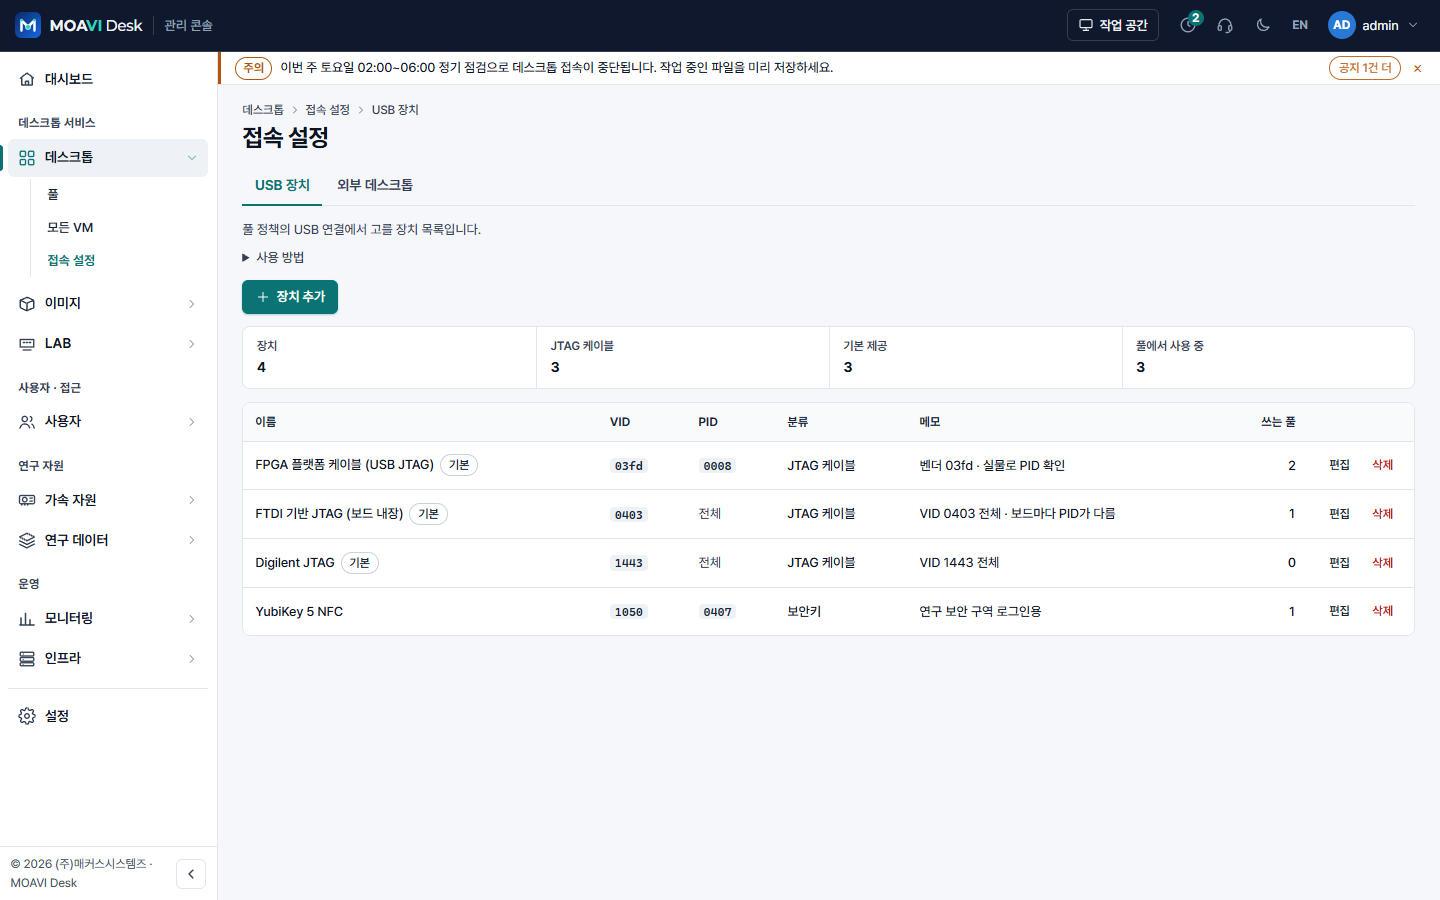 MOAVI Desk 관리 콘솔 작업 공간 2 EN AD admin
주의 이번 주 토요일 02:00~06:00 정기 점검으로 데스크톱 접속이 중단됩니다. 작업 중인 파일을 미리 저장하세요. 공지 1건 더 ×
대시보드
데스크톱 서비스
데스크톱
풀
모든 VM
접속 설정
이미지
LAB
사용자 · 접근
사용자
연구 자원
가속 자원
연구 데이터
운영
모니터링
인프라
설정
© 2026 (주)매커스시스템즈 ·
MOAVI Desk
데스크톱 > 접속 설정 > USB 장치
접속 설정
USB 장치 외부 데스크톱
풀 정책의 USB 연결에서 고를 장치 목록입니다.
▶ 사용 방법
+ 장치 추가
장치 JTAG 케이블 기본 제공 풀에서 사용 중
4 3 3 3
이름 VID PID 분류 메모 쓰는 풀
FPGA 플랫폼 케이블 (USB JTAG) 기본 03fd 0008 JTAG 케이블 벤더 03fd · 실물로 PID 확인 2 편집 삭제
FTDI 기반 JTAG (보드 내장) 기본 0403 전체 JTAG 케이블 VID 0403 전체 · 보드마다 PID가 다름 1 편집 삭제
Digilent JTAG 기본 1443 전체 JTAG 케이블 VID 1443 전체 0 편집 삭제
YubiKey 5 NFC 1050 0407 보안키 연구 보안 구역 로그인용 1 편집 삭제